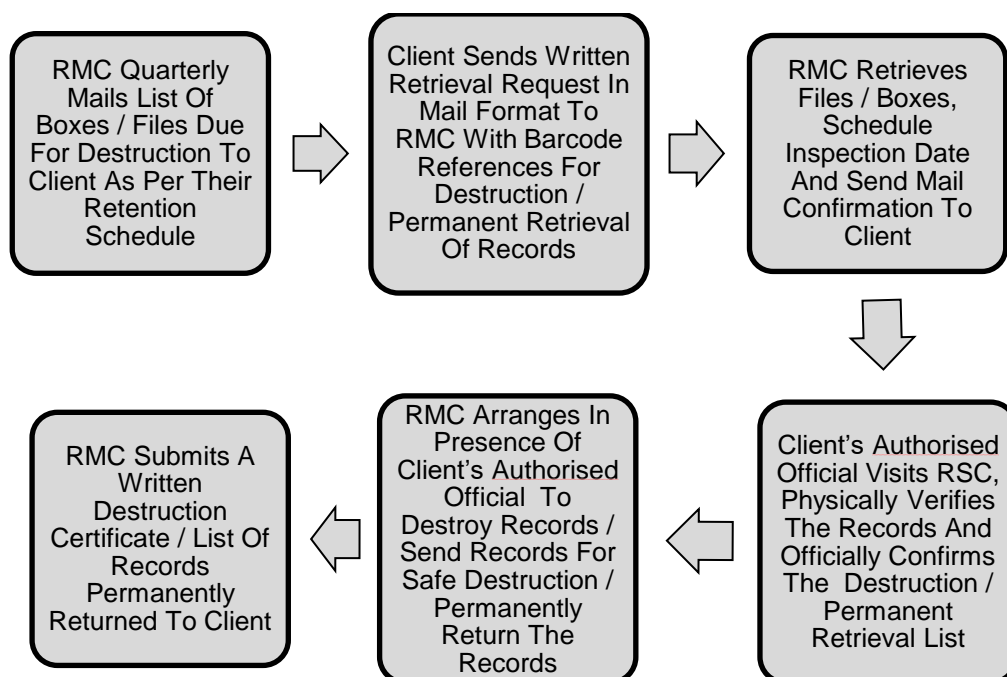 RMC Quarterly
Mails List Of
Boxes / Files Due
For Destruction To
Client As Per Their
Retention
Schedule
Client Sends Written
Retrieval Request In
Mail Format To
RMC With Barcode
References For
Destruction /
Permanent Retrieval
Of Records
RMC Retrieves
Files / Boxes,
Schedule
Inspection Date
And Send Mail
Confirmation To
Client
Client’s Authorised
Official Visits RSC,
Physically Verifies
The Records And
Officially Confirms
The Destruction /
Permanent
Retrieval List
RMC Arranges In
Presence Of
Client’s Authorised
Official To
Destroy Records /
Send Records For
Safe Destruction /
Permanently
Return The
Records
RMC Submits A
Written
Destruction
Certificate / List Of
Records
Permanently
Returned To Client